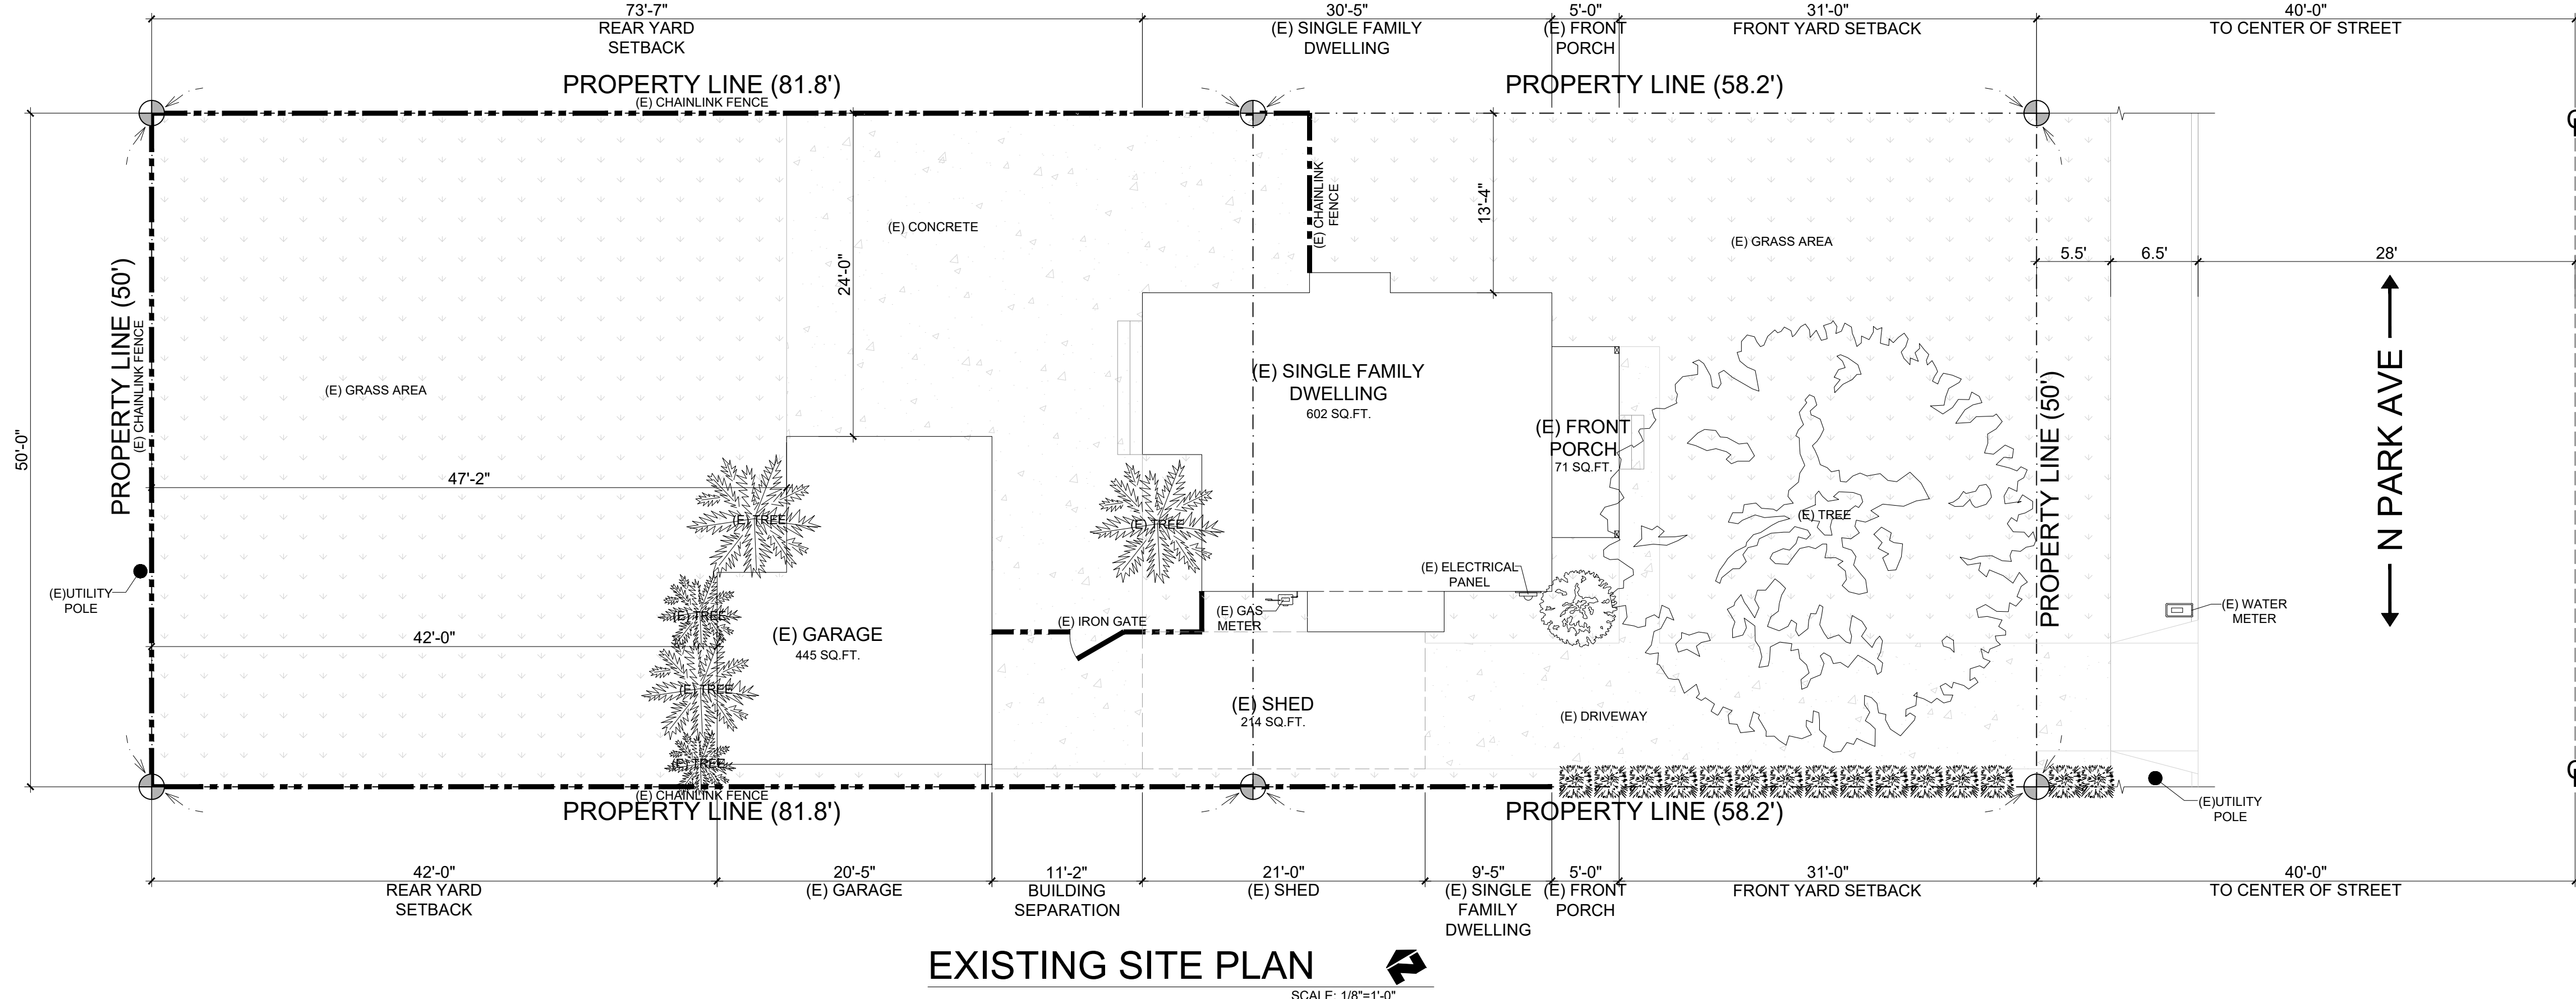 73'-7"
REAR YARD
SETBACK
30'-5"
(E) SINGLE FAMILY
DWELLING
5'-0"
(E) FRONT
PORCH
31'-0"
FRONT YARD SETBACK
40'-0"
TO CENTER OF STREET
PROPERTY LINE (81.8')
(E) CHAINLINK FENCE
PROPERTY LINE (58.2')
50'-0"
PROPERTY LINE (50')
(E) CHAINLINK FENCE
(E) CONCRETE
24'-0"
(E) CHAINLINK
FENCE
13'-4"
(E) GRASS AREA
5.5'
6.5'
28'
(E) GRASS AREA
(E) SINGLE FAMILY
DWELLING
602 SQ.FT.
(E) FRONT
PORCH
71 SQ.FT.
47'-2"
(E) TREE
(E) TREE
(E) TREE
PROPERTY LINE (50')
N PARK AVE
(E)UTILITY
POLE
(E) TREE
42'-0"
(E) GARAGE
445 SQ.FT.
(E) IRON GATE
(E) GAS
METER
(E) ELECTRICAL
PANEL
(E) WATER
METER
(E) TREE
(E) SHED
214 SQ.FT.
(E) DRIVEWAY
(E) TREE
(E) CHAINLINK FENCE
PROPERTY LINE (81.8')
PROPERTY LINE (58.2')
(E)UTILITY
POLE
42'-0"
REAR YARD
SETBACK
20'-5"
(E) GARAGE
11'-2"
BUILDING
SEPARATION
21'-0"
(E) SHED
9'-5"
(E) SINGLE
FAMILY
DWELLING
5'-0"
(E) FRONT
PORCH
31'-0"
FRONT YARD SETBACK
40'-0"
TO CENTER OF STREET
EXISTING SITE PLAN
SCALE: 1/8"=1'-0"